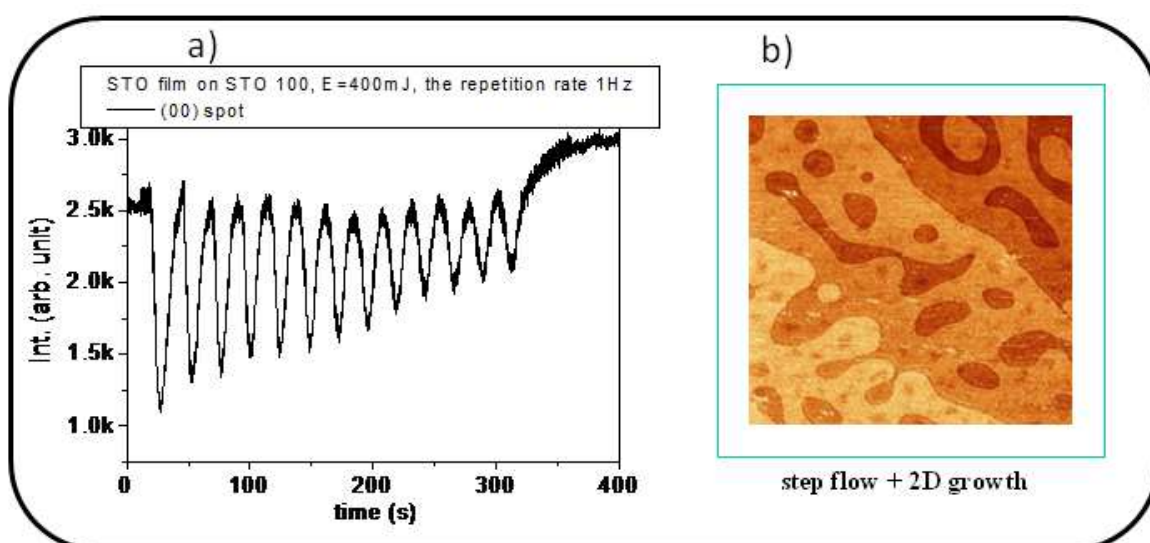 a)
b)
STO film on STO 100, E=400mJ, the repetition rate 1Hz
(00) spot
3.0k
2.5k
2.0k
1.5k
1.0k
Int. (arb. unit)
0
100
200
300
400
time (s)
step flow + 2D growth